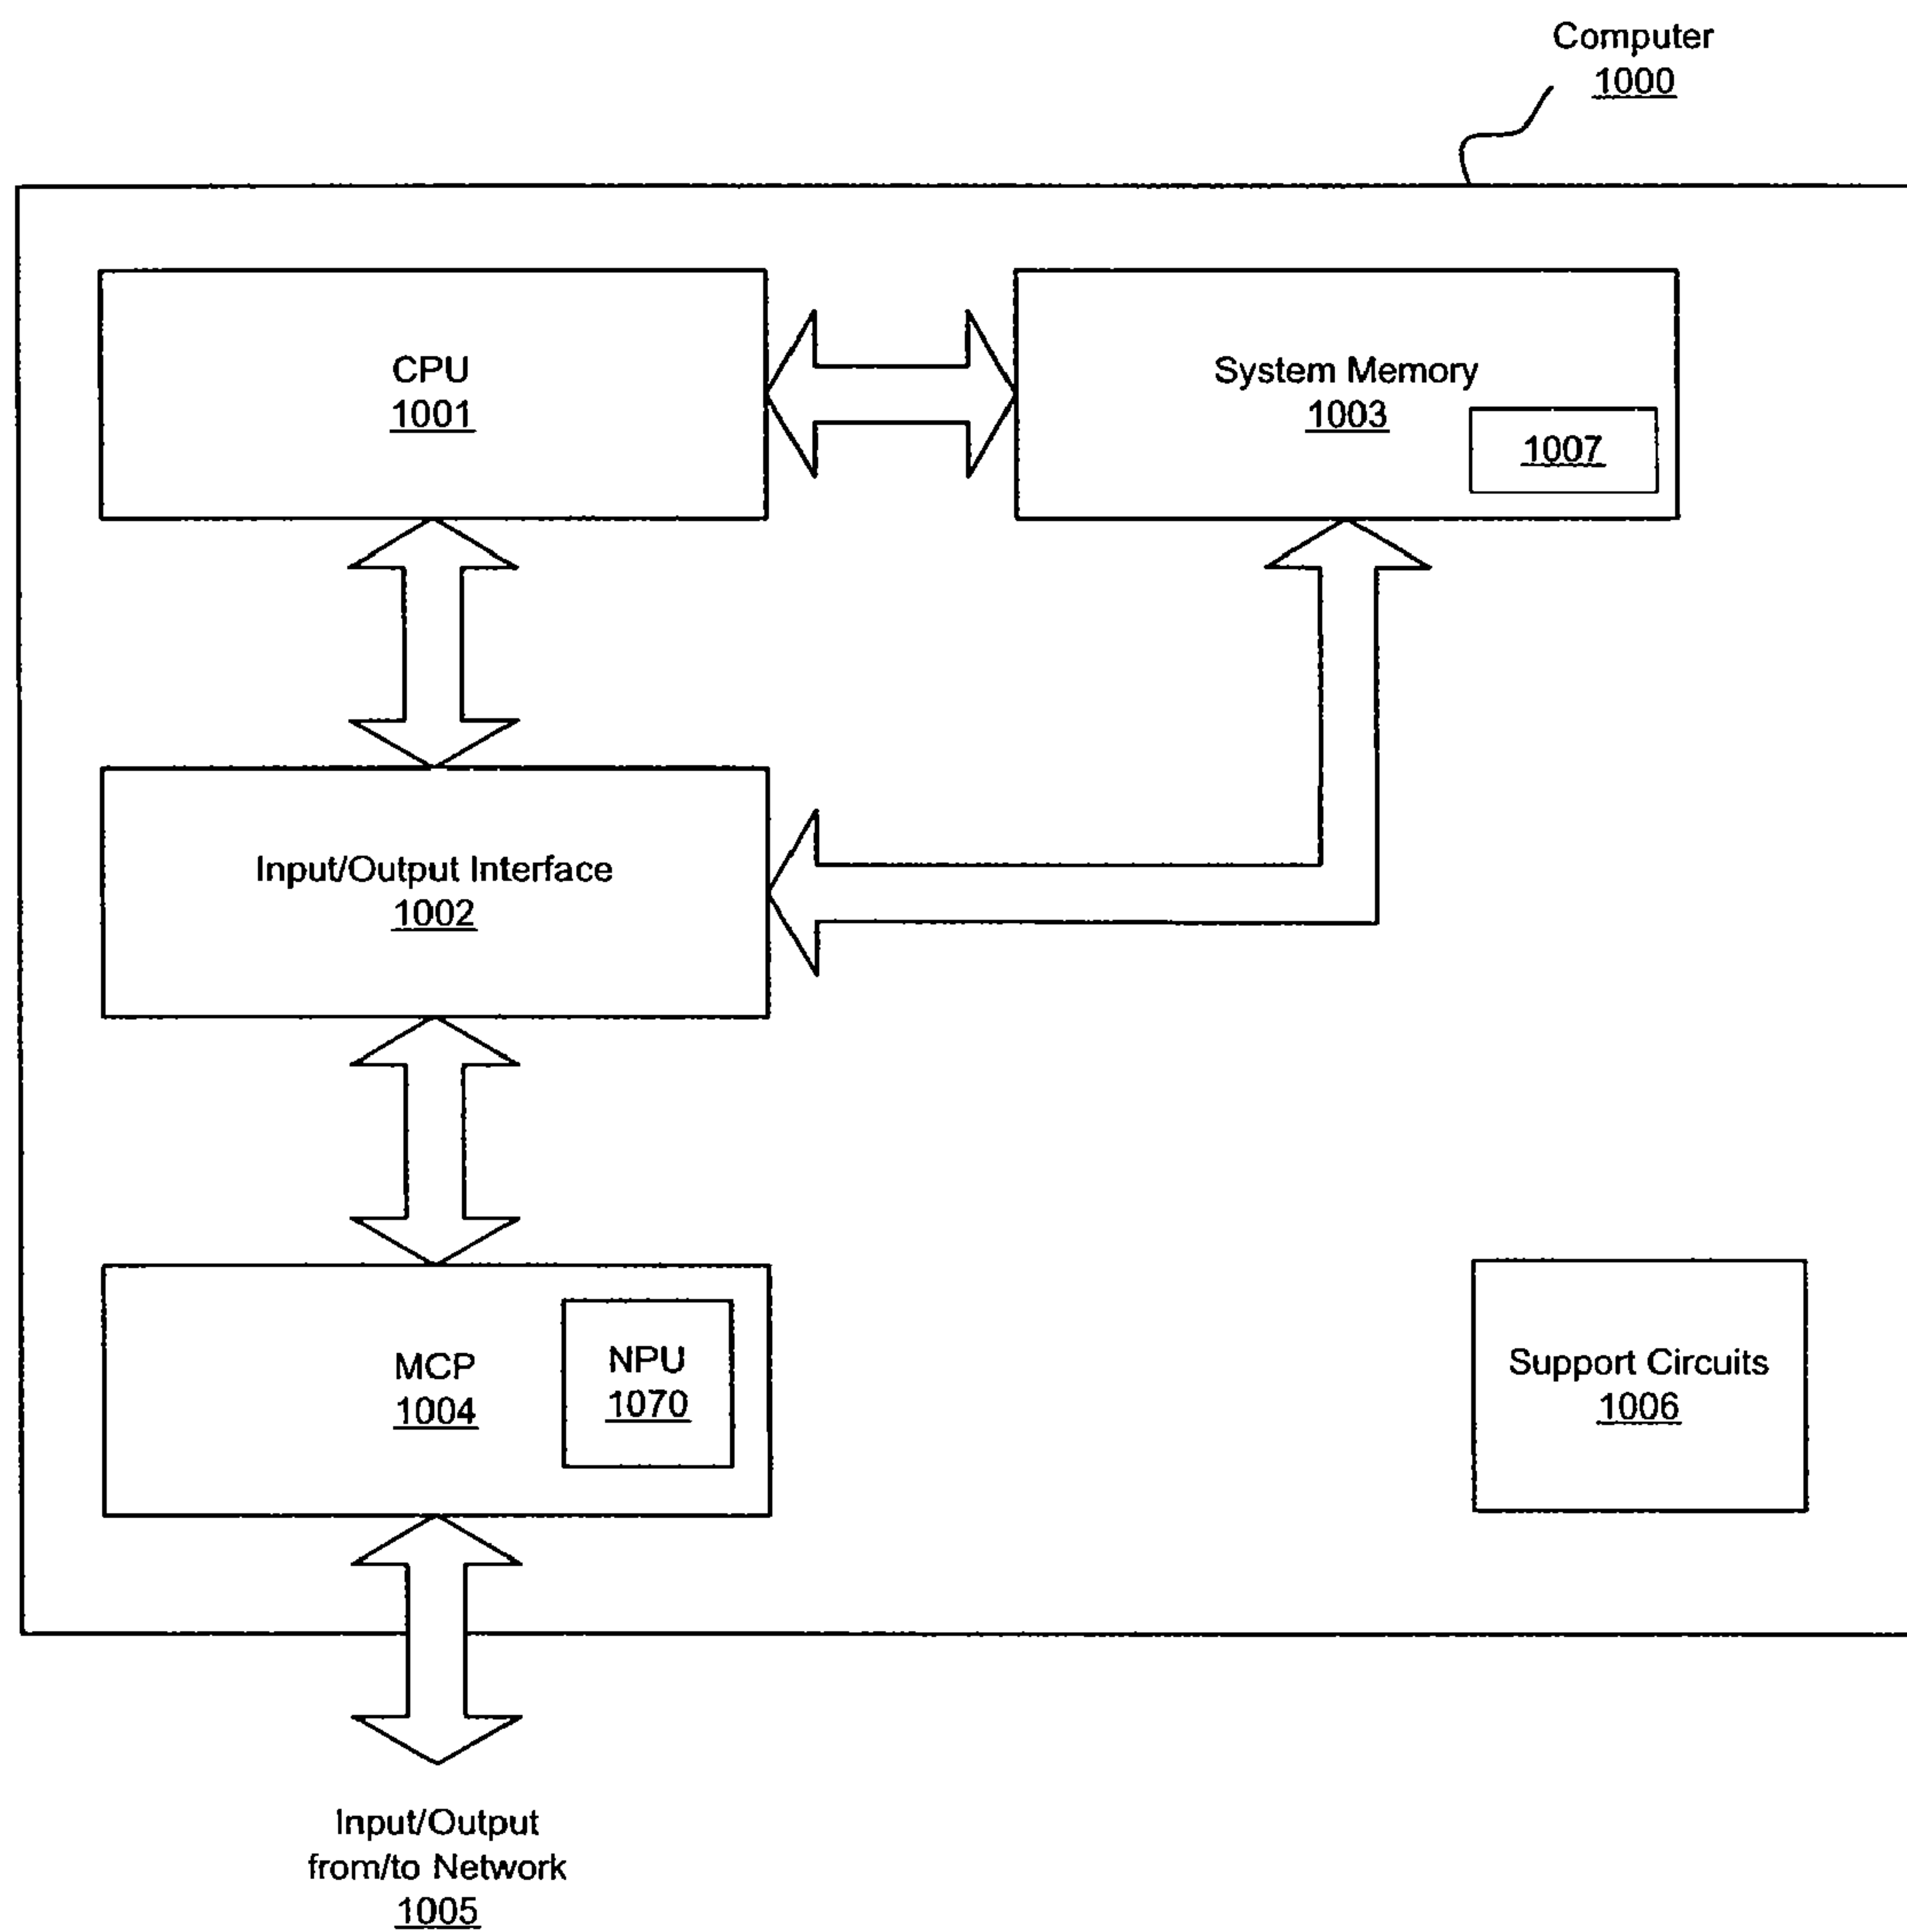 Computer
1000
CPU
1001
System Memory
1003
1007
Input/Output Interface
1002
MCP
1004
NPU
1070
Support Circuits
1006
Input/Output
from/to Network
1005